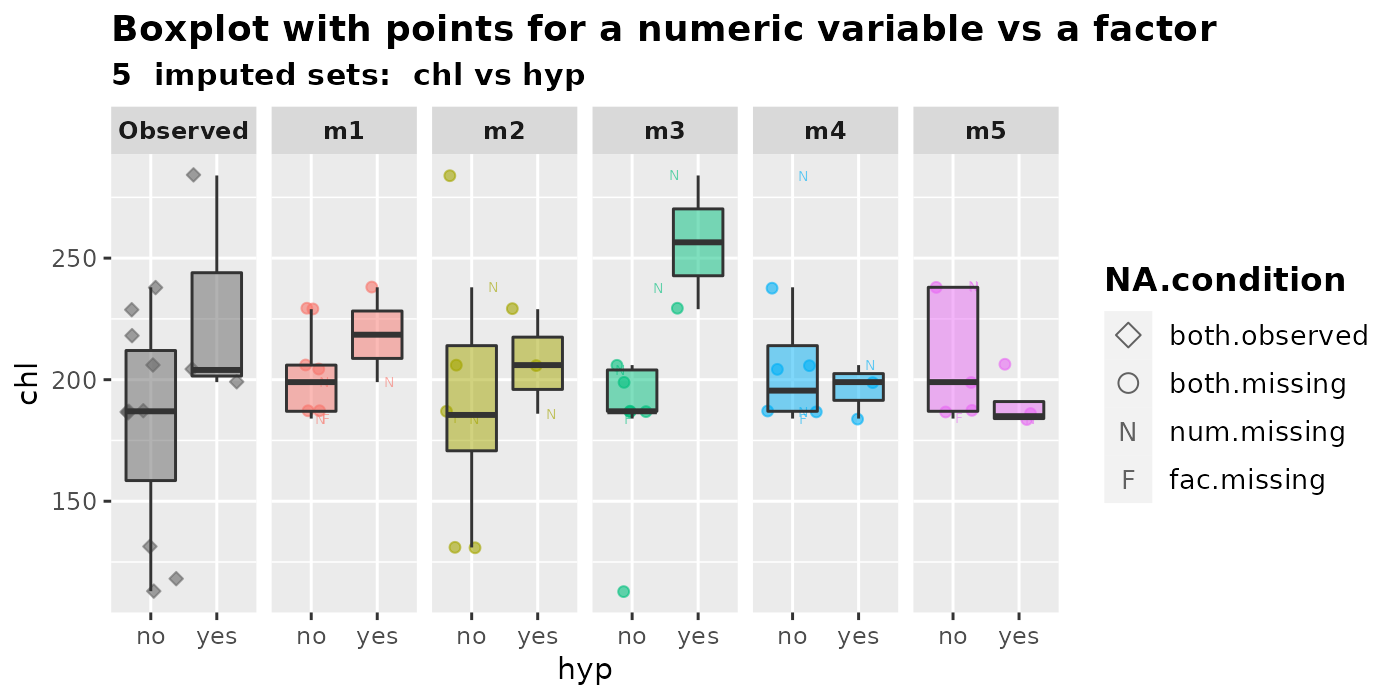 Boxplot with points for a numeric variable vs a factor
5  imputed sets:  chl vs hyp
Observed m1 m2 m3 m4 m5
250
200
150
chl
no yes no yes no yes no yes no yes no yes
hyp
NA.condition
both.observed
both.missing
N num.missing
F fac.missing